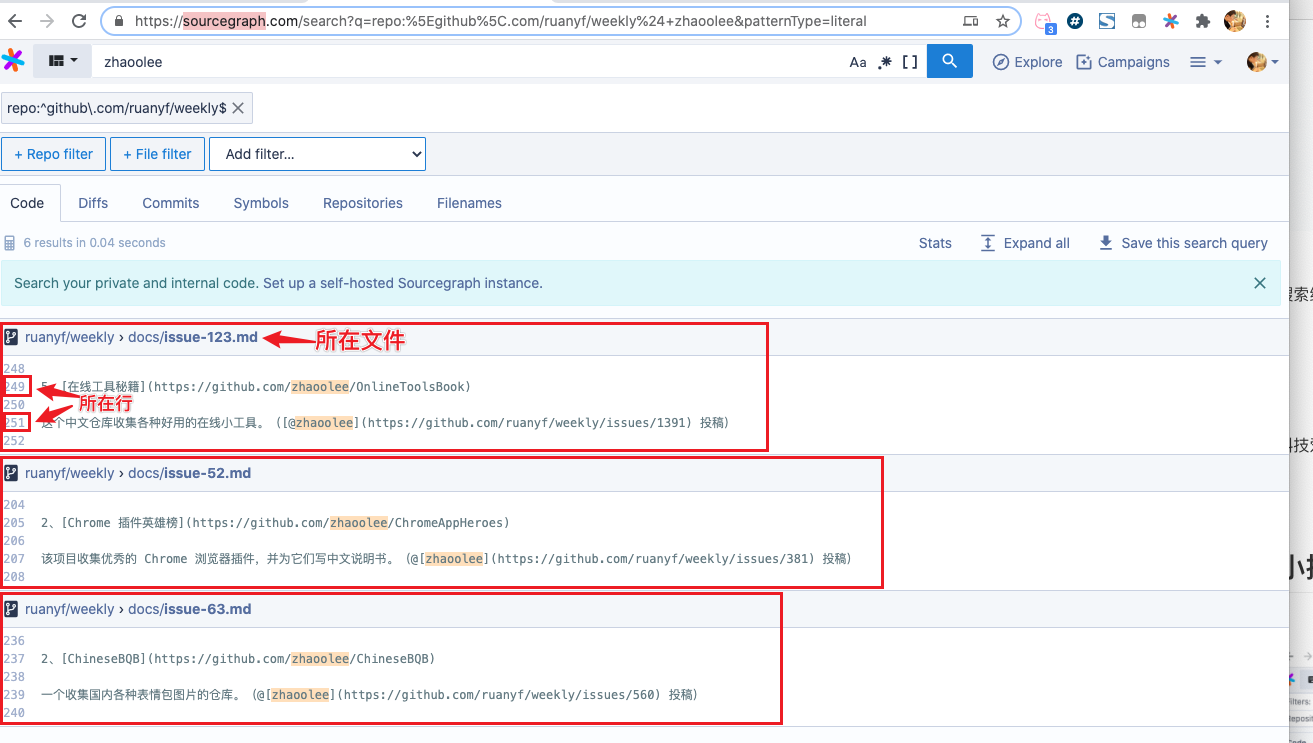 https://sourcegraph.com/search?q=repo:%5Egithub%5C.com/ruanyf/weekly%24+zhaoolee&patternType=literal
3
zhaoolee
Aa .* [ ]
Explore
Campaigns
repo:^github\.com/ruanyf/weekly$
+ Repo filter
+ File filter
Add filter...
Code
Diffs
Commits
Symbols
Repositories
Filenames
6 results in 0.04 seconds
Stats
Expand all
Save this search query
Search your private and internal code. Set up a self-hosted Sourcegraph instance.
ruanyf/weekly › docs/issue-123.md
所在文件
248
249 [在线工具秘籍](https://github.com/zhaoolee/OnlineToolsBook)
250
所在行
251 这个中文仓库收集各种好用的在线小工具。([@zhaoolee](https://github.com/ruanyf/weekly/issues/1391) 投稿)
252
ruanyf/weekly › docs/issue-52.md
204
205 2、[Chrome 插件英雄榜](https://github.com/zhaoolee/ChromeAppHeroes)
206
207 该项目收集优秀的 Chrome 浏览器插件，并为它们写中文说明书。（@[zhaoolee](https://github.com/ruanyf/weekly/issues/381) 投稿）
208
ruanyf/weekly › docs/issue-63.md
236
237 2、[ChineseBQB](https://github.com/zhaoolee/ChineseBQB)
238
239 一个收集国内各种表情包图片的仓库。（@[zhaoolee](https://github.com/ruanyf/weekly/issues/560) 投稿）
240